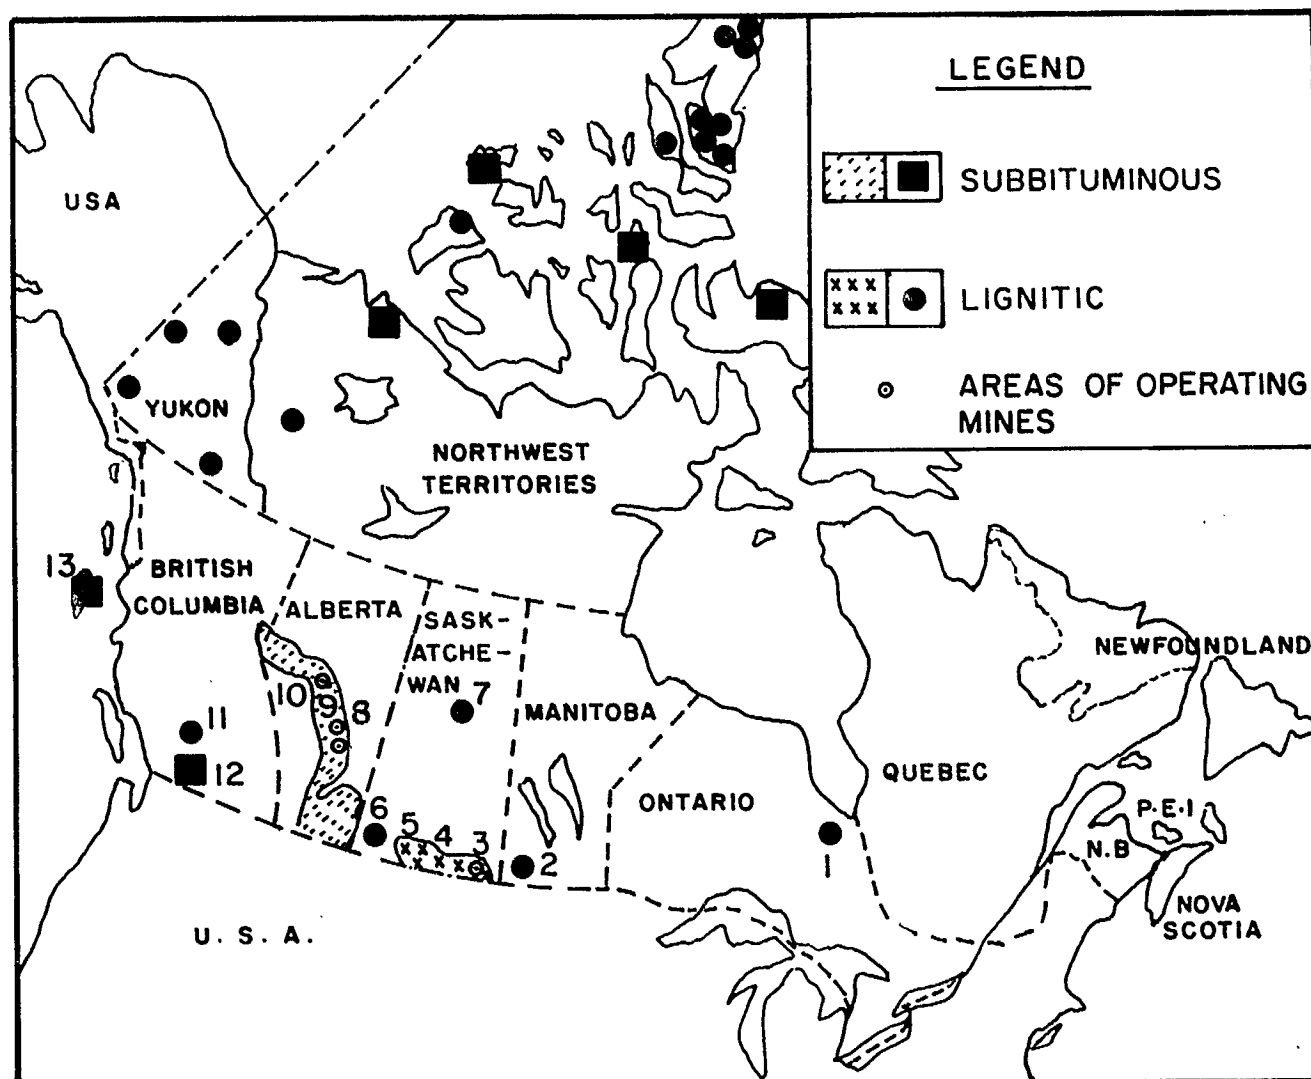 LEGEND
SUBBITUMINOUS
x x x
x x x
LIGNITIC
AREAS OF OPERATING
MINES
USA
YUKON
NORTHWEST
TERRITORIES
13
BRITISH
COLUMBIA
ALBERTA
SASK-
ATCHE-
WAN
7
MANITOBA
NEWFOUNDLAND
10
9
8
11
12
QUEBEC
ONTARIO
P.E.I
N.B
NOVA
SCOTIA
6
5
4
3
x x
x x x x
2
1
U. S. A.